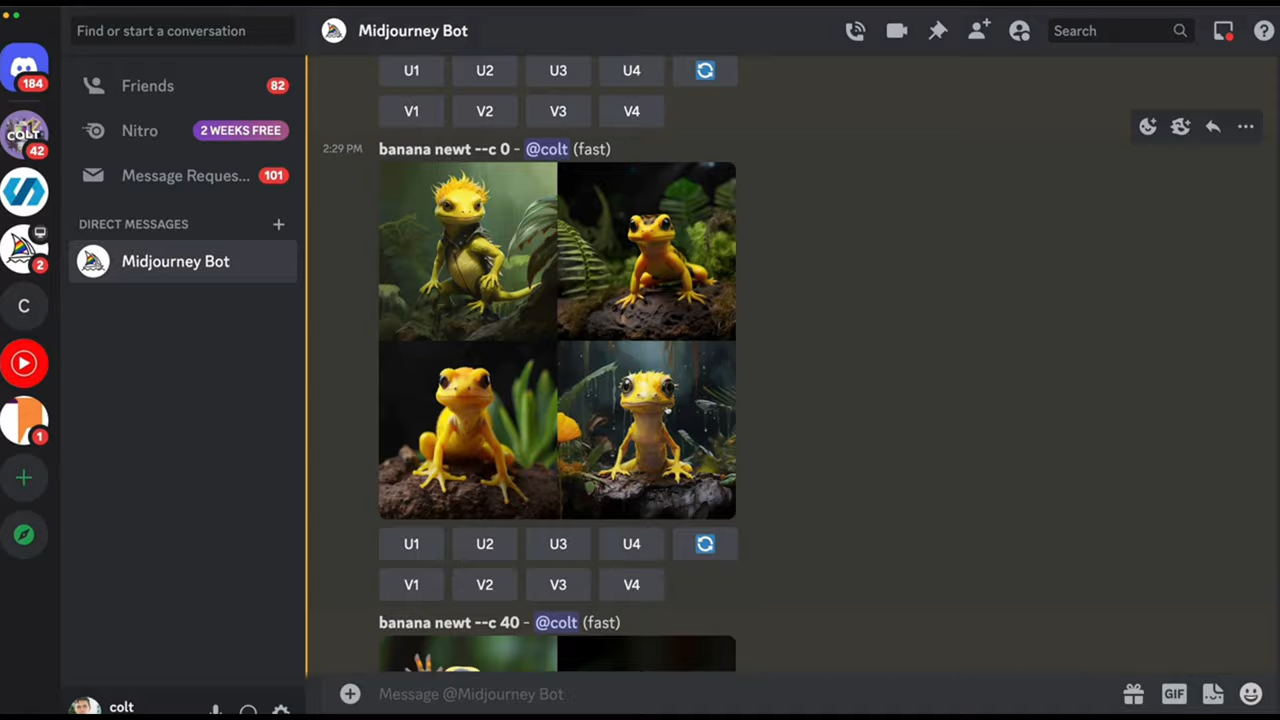 Find or start a conversation
Midjourney Bot
Search
184
Friends
82
COLT
42
Nitro
2 WEEKS FREE
Message Reques...
101
DIRECT MESSAGES
Midjourney Bot
2
C
1
U1 U2 U3 U4
V1 V2 V3 V4
2:29 PM banana newt --c 0 - @colt (fast)
U1 U2 U3 U4
V1 V2 V3 V4
banana newt --c 40 - @colt (fast)
Message @Midjourney Bot
GIF
colt